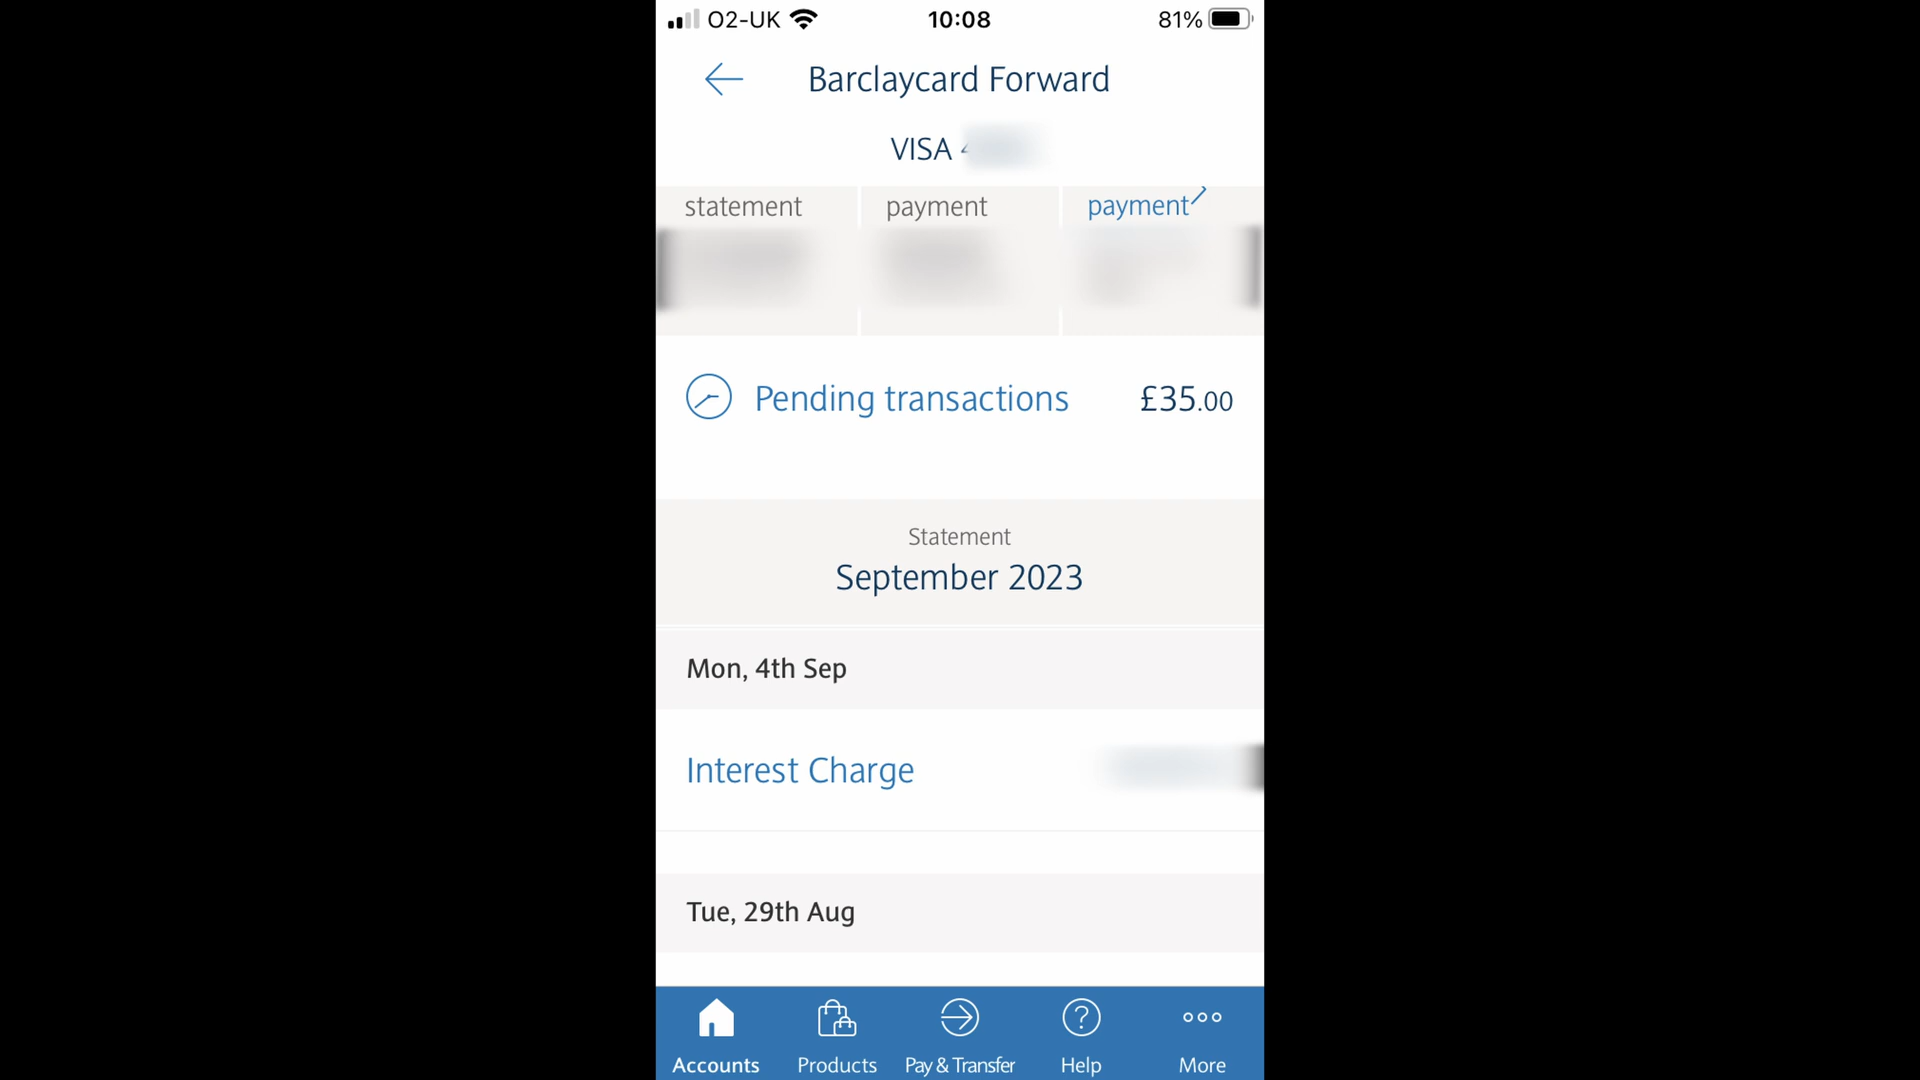 O2-UK 10:08 81%
Barclaycard Forward
VISA
statement payment payment
Pending transactions £35.00
Statement
September 2023
Mon, 4th Sep
Interest Charge
Tue, 29th Aug
Accounts Products Pay & Transfer Help More